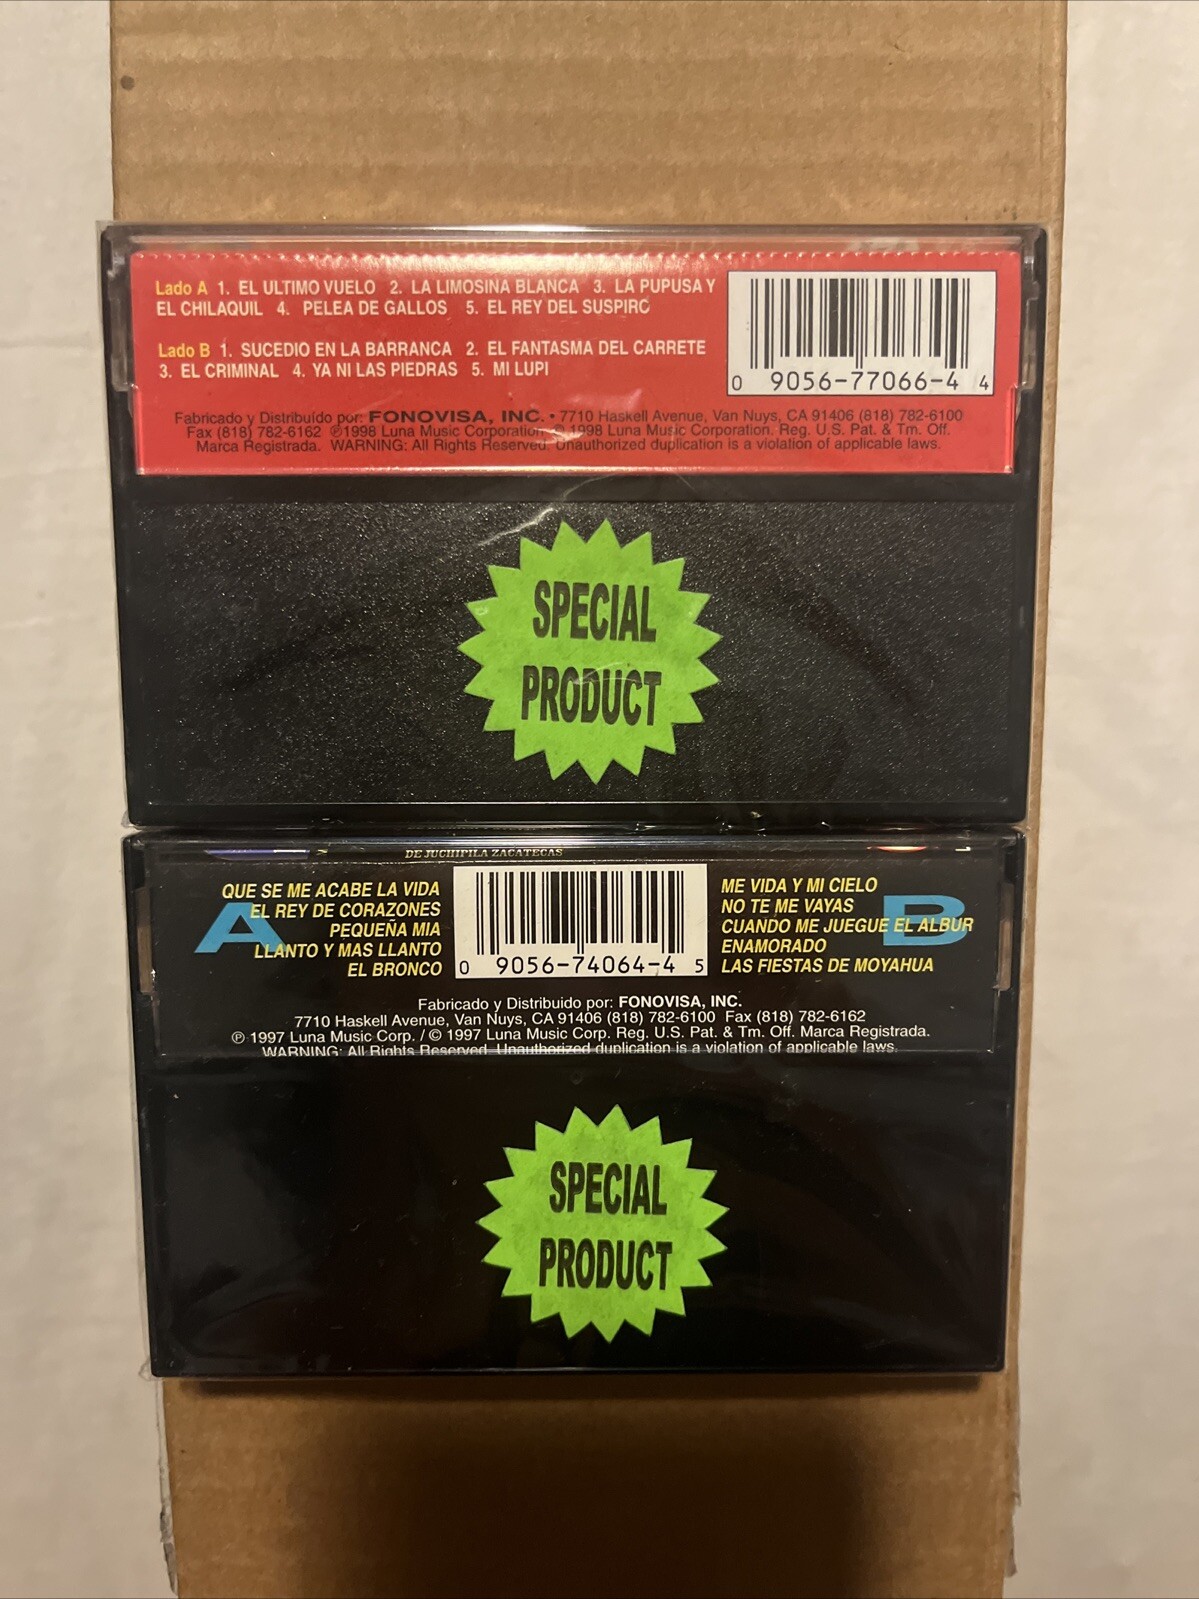 Lado A 1. EL ULTIMO VUELO 2. LA LIMOSINA BLANCA 3. LA PUPUSA Y
EL CHILAQUIL 4. PELEA DE GALLOS 5. EL REY DEL SUSPIRO
Lado B 1. SUCEDIO EN LA BARRANCA 2. EL FANTASMA DEL CARRETE
3. EL CRIMINAL 4. YA NI LAS PIEDRAS 5. MI LUPI
0 9056-77066-4 4
Fabricado y Distribuído por: FONOVISA, INC. • 7710 Haskell Avenue, Van Nuys, CA 91406 (818) 782-6100
Fax (818) 782-6162 ℗1998 Luna Music Corporation, © 1998 Luna Music Corporation, Reg. U.S. Pat. & Tm. Off.
Marca Registrada. WARNING: All Rights Reserved. Unauthorized duplication is a violation of applicable laws.
SPECIAL
PRODUCT
DE JUCHIPILA ZACATECAS
A
QUE SE ME ACABE LA VIDA
EL REY DE CORAZONES
PEQUEÑA MIA
LLANTO Y MAS LLANTO
EL BRONCO
0 9056-74064-4 5
B
ME VIDA Y MI CIELO
NO TE ME VAYAS
CUANDO ME JUEGUE EL ALBUR
ENAMORADO
LAS FIESTAS DE MOYAHUA
Fabricado y Distribuido por: FONOVISA, INC.
7710 Haskell Avenue, Van Nuys, CA 91406 (818) 782-6100 Fax (818) 782-6162
℗ 1997 Luna Music Corp. / © 1997 Luna Music Corp. Reg. U.S. Pat. & Tm. Off. Marca Registrada.
WARNING: All Rights Reserved. Unauthorized duplication is a violation of applicable laws.
SPECIAL
PRODUCT